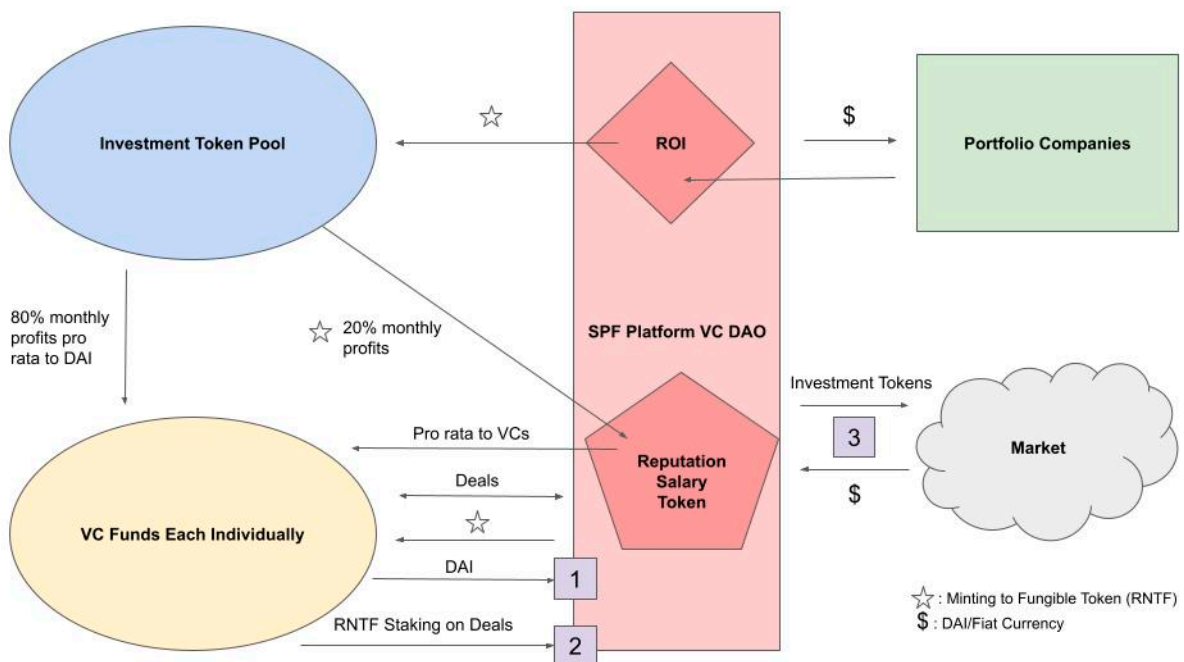 Investment Token Pool
ROI
$
Portfolio Companies
80% monthly
profits pro
rata to DAI
20% monthly
profits
SPF Platform VC DAO
Investment Tokens
3
$
Market
Pro rata to VCs
Reputation
Salary
Token
Deals
VC Funds Each Individually
DAI
1
RNTF Staking on Deals
2
☆ : Minting to Fungible Token (RNTF)
$ : DAI/Fiat Currency